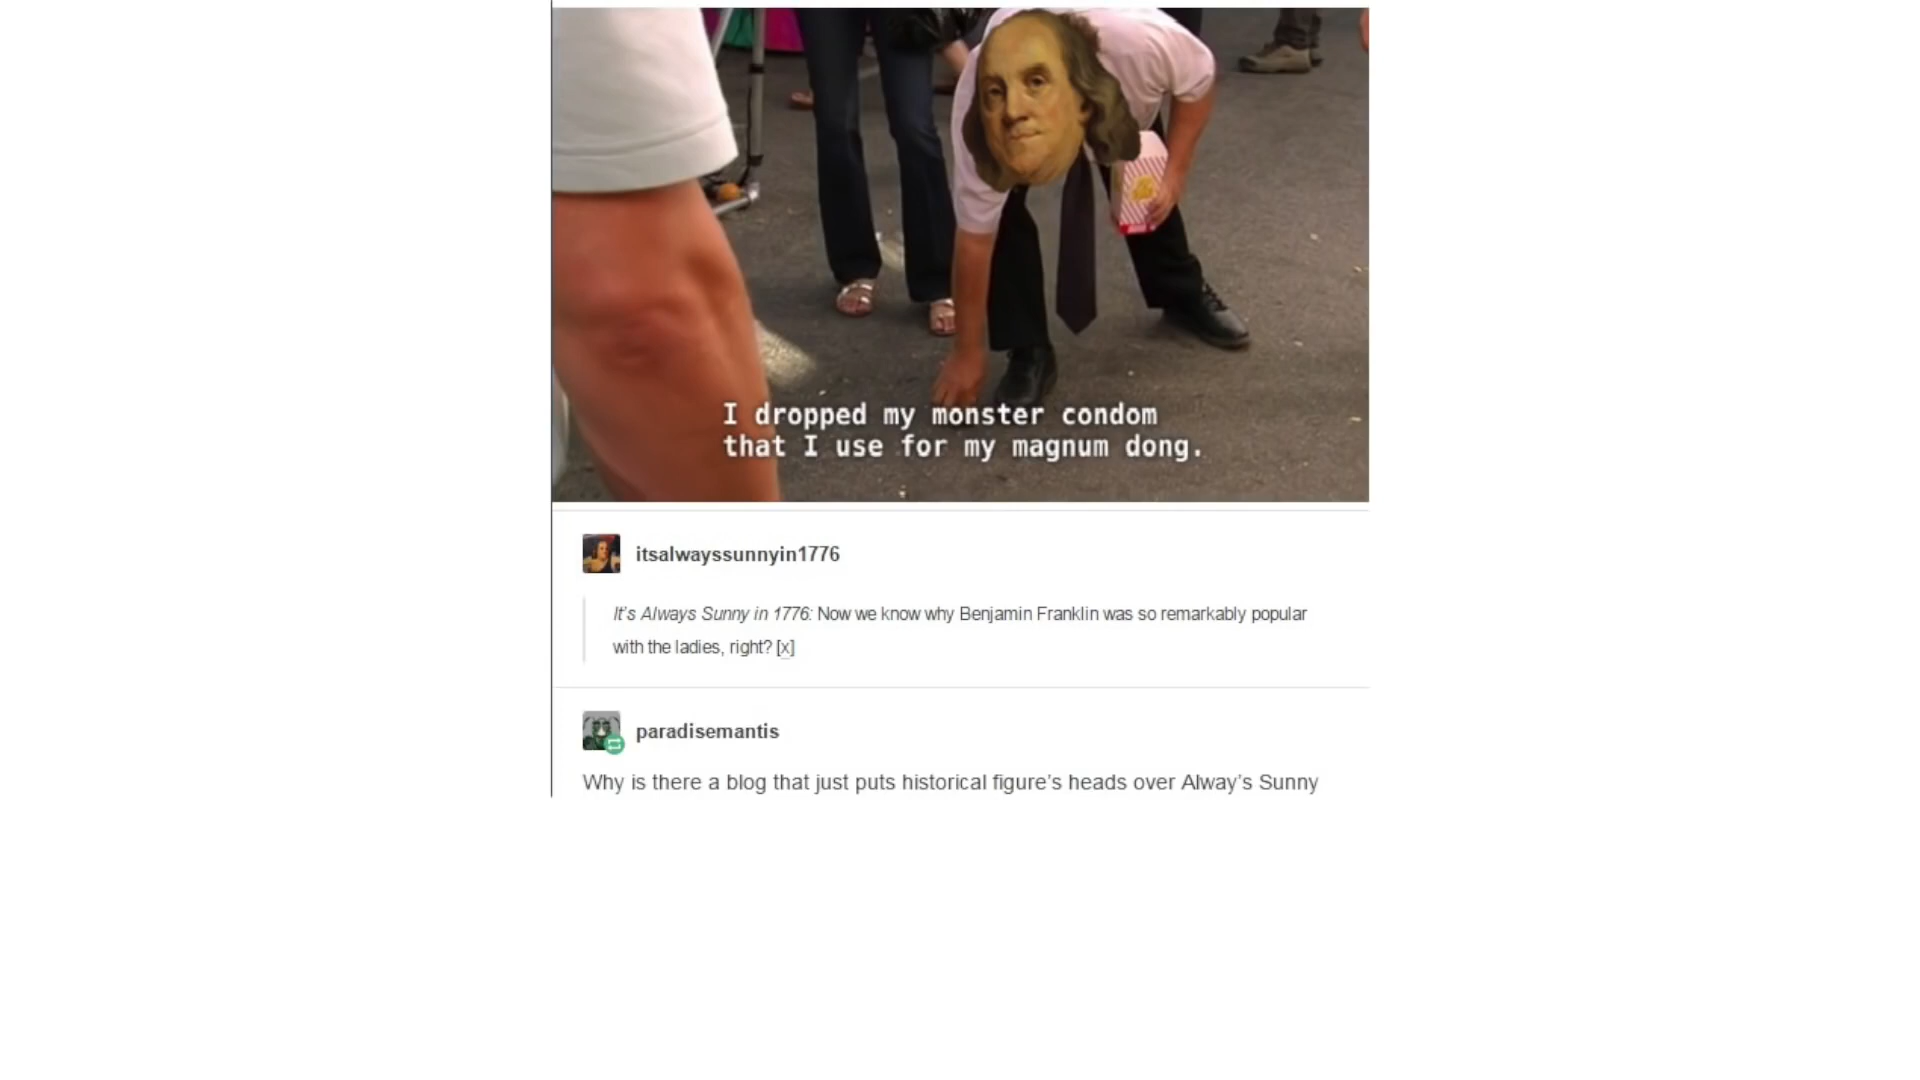 I dropped my monster condom
that I use for my magnum dong.
itsalwayssunnyin1776
It's Always Sunny in 1776: Now we know why Benjamin Franklin was so remarkably popular
with the ladies, right? [x]
paradisemantis
Why is there a blog that just puts historical figure's heads over Alway's Sunny